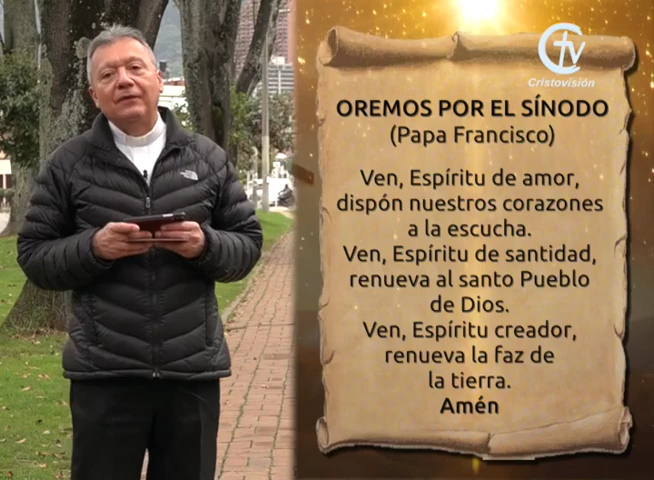 CTV
Cristovisión
OREMOS POR EL SÍNODO
(Papa Francisco)
Ven, Espíritu de amor,
dispón nuestros corazones
a la escucha.
Ven, Espíritu de santidad,
renueva al santo Pueblo
de Dios.
Ven, Espíritu creador,
renueva la faz de
la tierra.
Amén